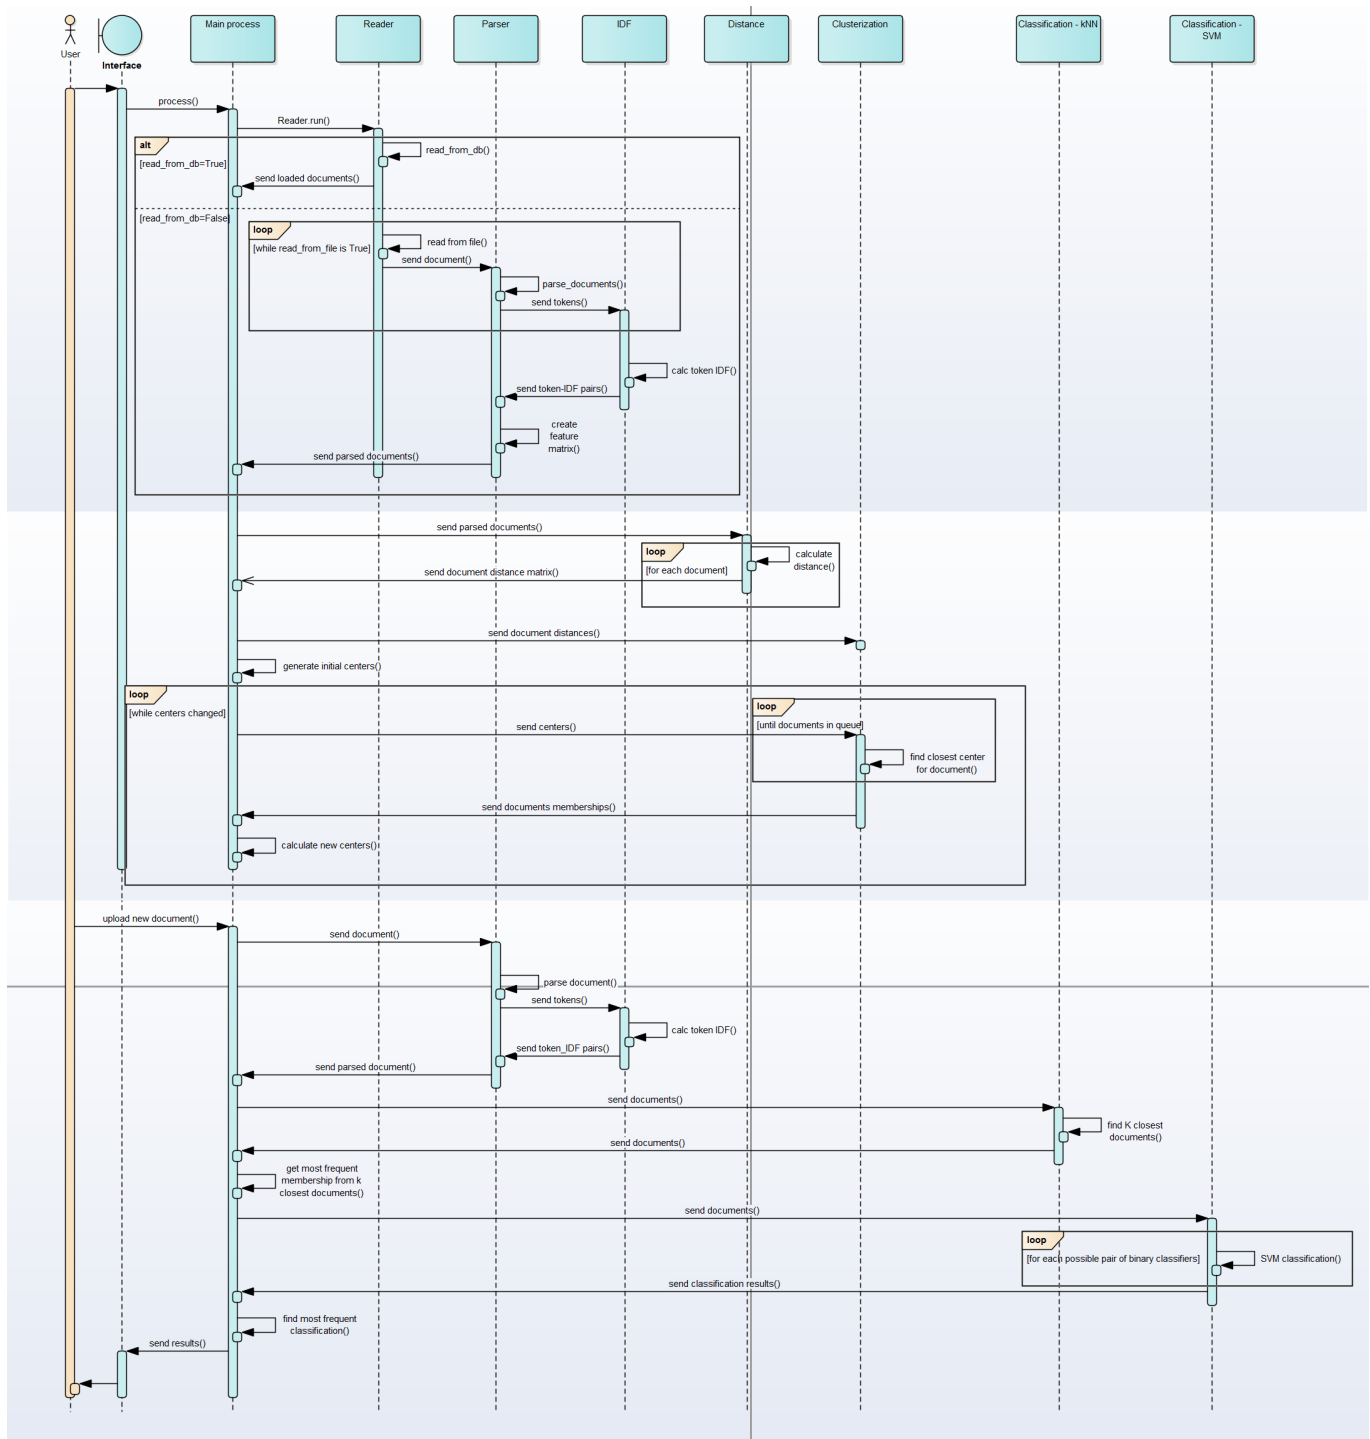 Main process
Reader
Parser
IDF
Distance
Clusterization
Classification - kNN
Classification -
SVM
User
Interface
process()
Reader.run()
alt
[read_from_db=True]
read_from_db()
send loaded documents()
[read_from_db=False]
loop
[while read_from_file is True]
read from file()
send document()
parse_documents()
send tokens()
calc token IDF()
send token-IDF pairs()
create
feature
matrix()
send parsed documents()
send parsed documents()
loop
[for each document]
calculate
distance()
send document distance matrix()
send document distances()
generate initial centers()
loop
[while centers changed]
loop
[until documents in queue]
send centers()
find closest center
for document()
send documents memberships()
calculate new centers()
upload new document()
send document()
parse document()
send tokens()
calc token IDF()
send token_IDF pairs()
send parsed document()
send documents()
find K closest
documents()
send documents()
get most frequent
membership from k
closest documents()
send documents()
loop
[for each possible pair of binary classifiers]
SVM classification()
send classification results()
find most frequent
classification()
send results()